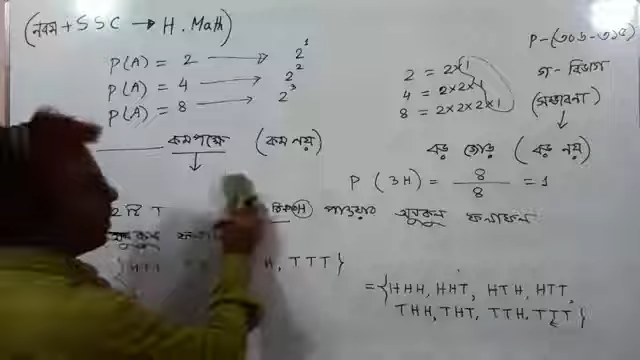 (নবম + SSC → H. Math)
P(A) = 2 → 2¹
P(A) = 4 → 2²
P(A) = 8 → 2³
কমপক্ষে (কম নয়)
2 টি T
H, TTT}
P-(৩০৬-৩১৫)
গ - বিভাগ
(সম্ভাবনা)
2 = 2×1
4 = 2×2×1
8 = 2×2×2×1
বড় জোড় (বড় নয়)
P (3H) = 8/8 = 1
H পাওয়ার অনুকূল ফলাফল
= {HHH, HHT, HTH, HTT,
THH, THT, TTH, TTT}